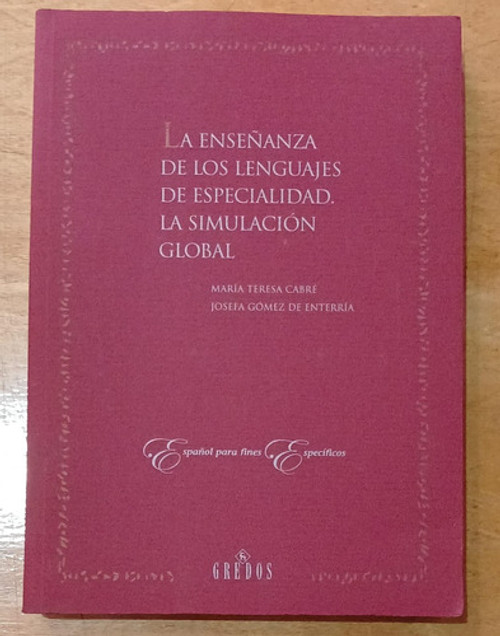 LA ENSEÑANZA
DE LOS LENGUAJES
DE ESPECIALIDAD.
LA SIMULACIÓN
GLOBAL
MARÍA TERESA CABRÉ
JOSEFA GÓMEZ DE ENTERRÍA
Español para fines Específicos
GREDOS